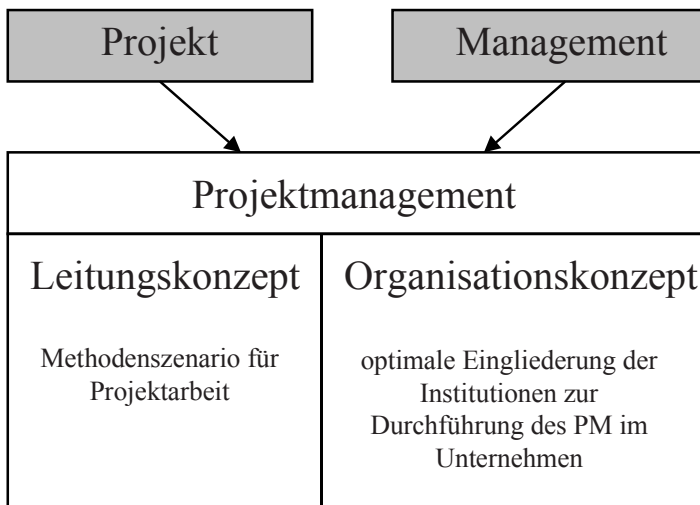 Projekt
Management
Projektmanagement
Leitungskonzept
Methodenszenario für
Projektarbeit
Organisationskonzept
optimale Eingliederung der
Institutionen zur
Durchführung des PM im
Unternehmen